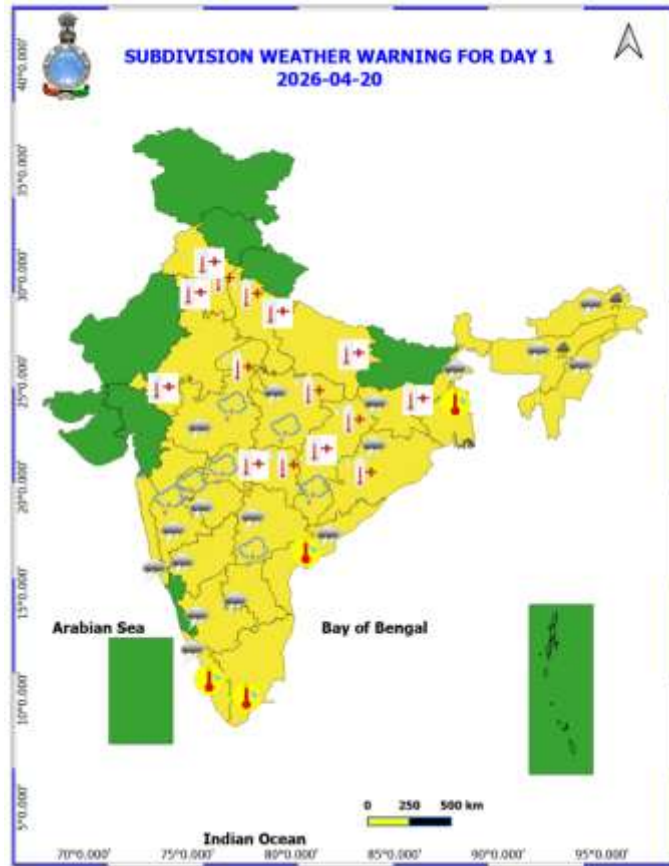 SUBDIVISION WEATHER WARNING FOR DAY 1
2026-04-20
40°0.000'
35°0.000'
30°0.000'
25°0.000'
20°0.000'
15°0.000'
10°0.000'
5°0.000'
Arabian Sea
Bay of Bengal
0 250 500 km
Indian Ocean
70°0.000' 75°0.000' 80°0.000' 85°0.000' 90°0.000' 95°0.000'